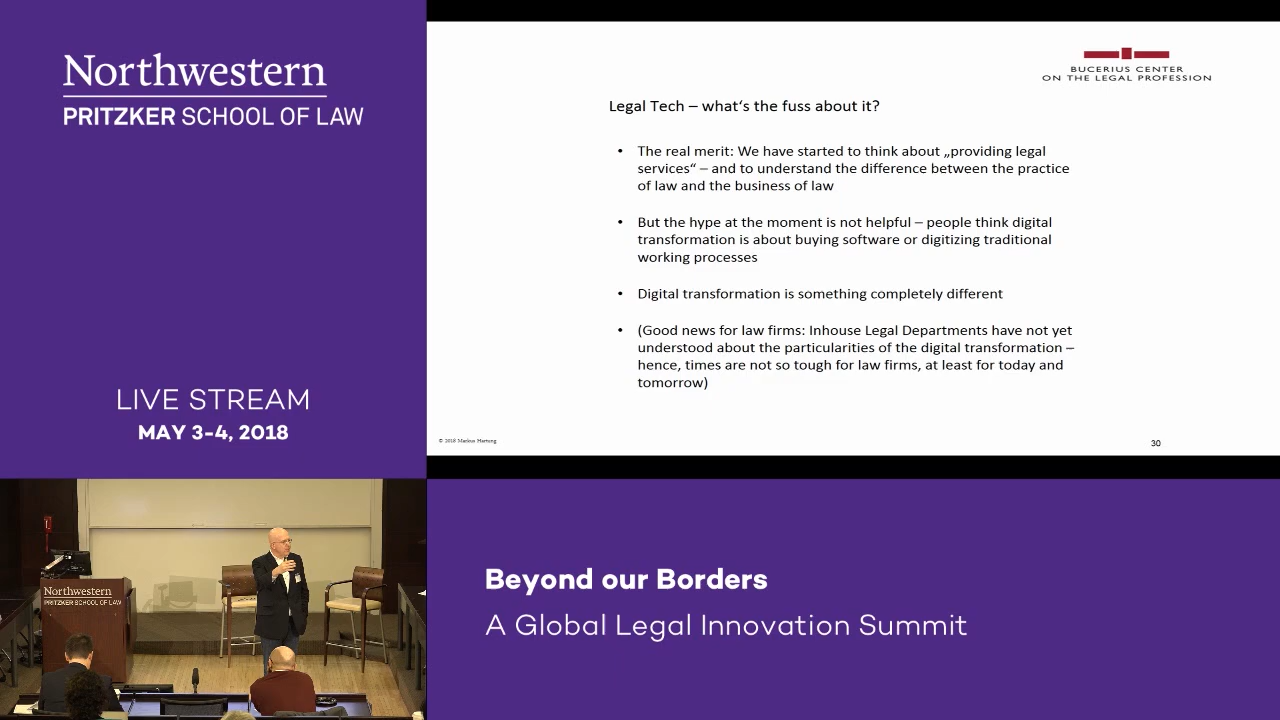 Northwestern
PRITZKER SCHOOL OF LAW
LIVE STREAM
MAY 3-4, 2018
BUCERIUS CENTER
ON THE LEGAL PROFESSION
Legal Tech – what‘s the fuss about it?
• The real merit: We have started to think about „providing legal
services“ – and to understand the difference between the practice
of law and the business of law
• But the hype at the moment is not helpful – people think digital
transformation is about buying software or digitizing traditional
working processes
• Digital transformation is something completely different
• (Good news for law firms: Inhouse Legal Departments have not yet
understood about the particularities of the digital transformation –
hence, times are not so tough for law firms, at least for today and
tomorrow)
© 2018 Markus Hartung
30
Northwestern
PRITZKER SCHOOL OF LAW
Beyond our Borders
A Global Legal Innovation Summit